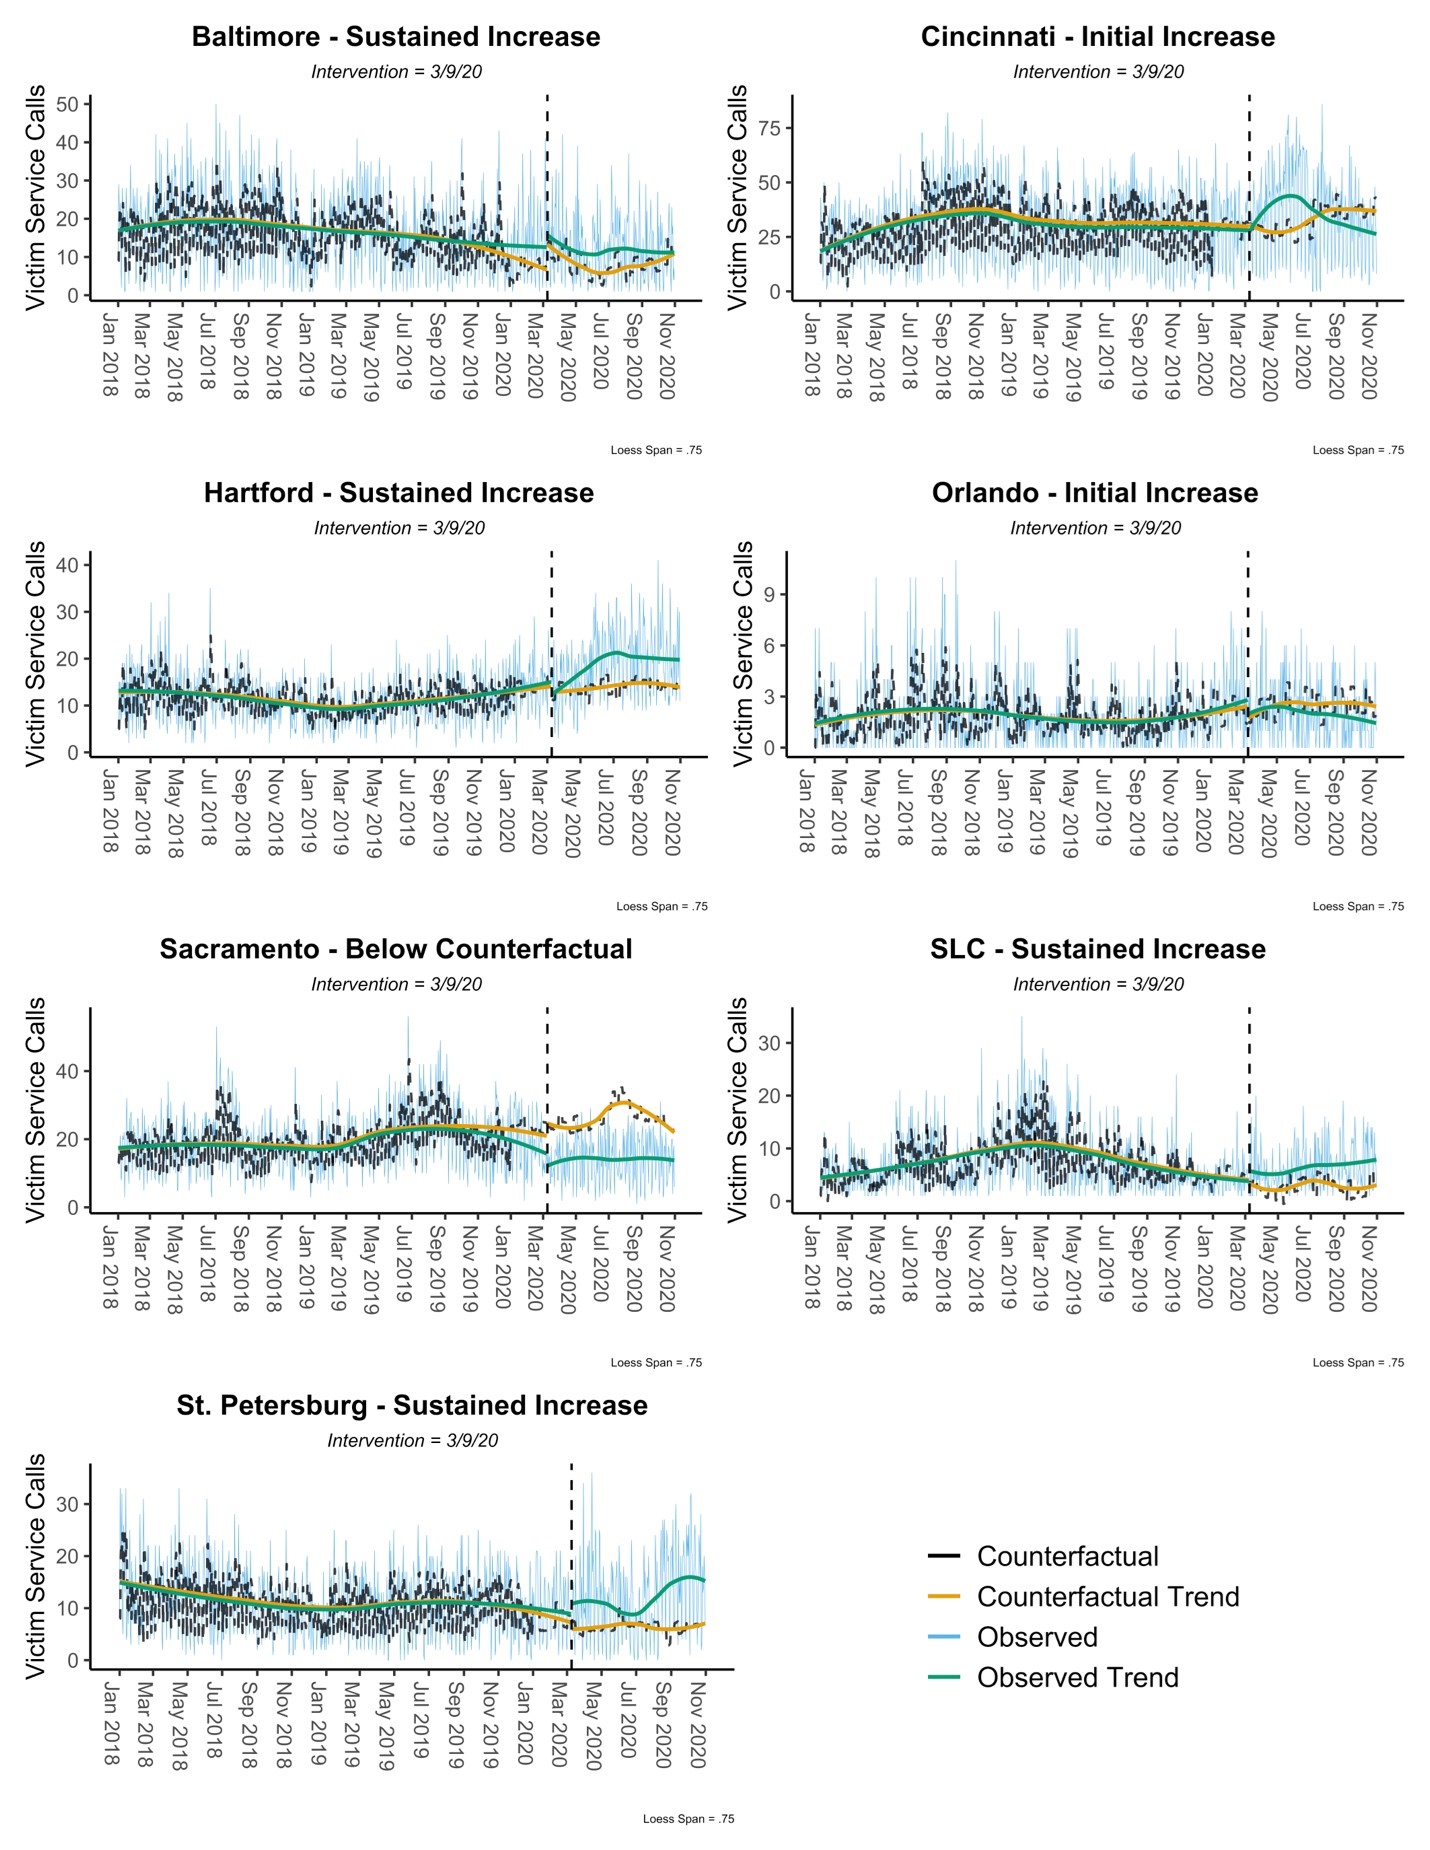 Baltimore - Sustained Increase
Intervention = 3/9/20
Victim Service Calls
50
40
30
20
10
0
Jan 2018
Mar 2018
May 2018
Jul 2018
Sep 2018
Nov 2018
Jan 2019
Mar 2019
May 2019
Jul 2019
Sep 2019
Nov 2019
Jan 2020
Mar 2020
May 2020
Jul 2020
Sep 2020
Nov 2020
Loess Span = .75
Cincinnati - Initial Increase
Intervention = 3/9/20
Victim Service Calls
75
50
25
0
Jan 2018
Mar 2018
May 2018
Jul 2018
Sep 2018
Nov 2018
Jan 2019
Mar 2019
May 2019
Jul 2019
Sep 2019
Nov 2019
Jan 2020
Mar 2020
May 2020
Jul 2020
Sep 2020
Nov 2020
Loess Span = .75
Hartford - Sustained Increase
Intervention = 3/9/20
Victim Service Calls
40
30
20
10
0
Jan 2018
Mar 2018
May 2018
Jul 2018
Sep 2018
Nov 2018
Jan 2019
Mar 2019
May 2019
Jul 2019
Sep 2019
Nov 2019
Jan 2020
Mar 2020
May 2020
Jul 2020
Sep 2020
Nov 2020
Loess Span = .75
Orlando - Initial Increase
Intervention = 3/9/20
Victim Service Calls
9
6
3
0
Jan 2018
Mar 2018
May 2018
Jul 2018
Sep 2018
Nov 2018
Jan 2019
Mar 2019
May 2019
Jul 2019
Sep 2019
Nov 2019
Jan 2020
Mar 2020
May 2020
Jul 2020
Sep 2020
Nov 2020
Loess Span = .75
Sacramento - Below Counterfactual
Intervention = 3/9/20
Victim Service Calls
40
20
0
Jan 2018
Mar 2018
May 2018
Jul 2018
Sep 2018
Nov 2018
Jan 2019
Mar 2019
May 2019
Jul 2019
Sep 2019
Nov 2019
Jan 2020
Mar 2020
May 2020
Jul 2020
Sep 2020
Nov 2020
Loess Span = .75
SLC - Sustained Increase
Intervention = 3/9/20
Victim Service Calls
30
20
10
0
Jan 2018
Mar 2018
May 2018
Jul 2018
Sep 2018
Nov 2018
Jan 2019
Mar 2019
May 2019
Jul 2019
Sep 2019
Nov 2019
Jan 2020
Mar 2020
May 2020
Jul 2020
Sep 2020
Nov 2020
Loess Span = .75
St. Petersburg - Sustained Increase
Intervention = 3/9/20
Victim Service Calls
30
20
10
0
Jan 2018
Mar 2018
May 2018
Jul 2018
Sep 2018
Nov 2018
Jan 2019
Mar 2019
May 2019
Jul 2019
Sep 2019
Nov 2019
Jan 2020
Mar 2020
May 2020
Jul 2020
Sep 2020
Nov 2020
Loess Span = .75
Counterfactual
Counterfactual Trend
Observed
Observed Trend